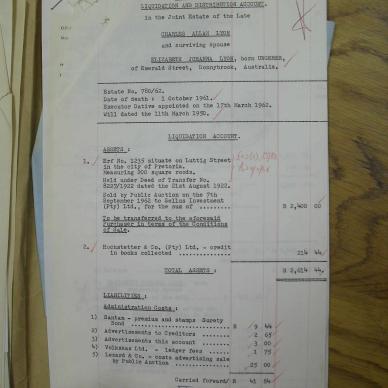 LIQUIDATION AND DISTRIBUTION ACCOUNT.
in the Joint Estate of the Late
CHARLES ALLAN LYON
and surviving Spouse
ELIZABETH JOHANNA LYON, born UNGERER,
of Emerald Street, Donnybrook, Australia.
Estate No. 780/62.
Date of death : 1 October 1961.
Executor Dative appointed on the 17th March 1962.
Will dated the 11th March 1950.
LIQUIDATION ACCOUNT.
ASSETS :
1. Erf No. 1235 situate on Luttig Street
in the city of Pretoria.
Measuring 200 square roods.
Held under Deed of Transfer No.
8223/1922 dated the 21st August 1922.
Sold by Public Auction on the 7th
September 1962 to Sellus Investment
(Pty) Ltd., for the sum of R 2,400 00
To be transferred to the aforesaid
Purchaser in terms of the Conditions
of Sale.
2. Hochstetter & Co. (Pty) Ltd. - credit
in books collected 214 44
TOTAL ASSETS : R 2,614 44
LIABILITIES :
Administration Costs :
1) Santam - premium and stamps Surety
Bond R 9 44
2) Advertisements to Creditors 2 65
3) Advertisements this account 3 00
4) Volkskas Ltd. - ledger fees 1 75
5) Lenard & Co. - costs advertising sale
by Public Auction 25 00
Carried forward/ R 41 84